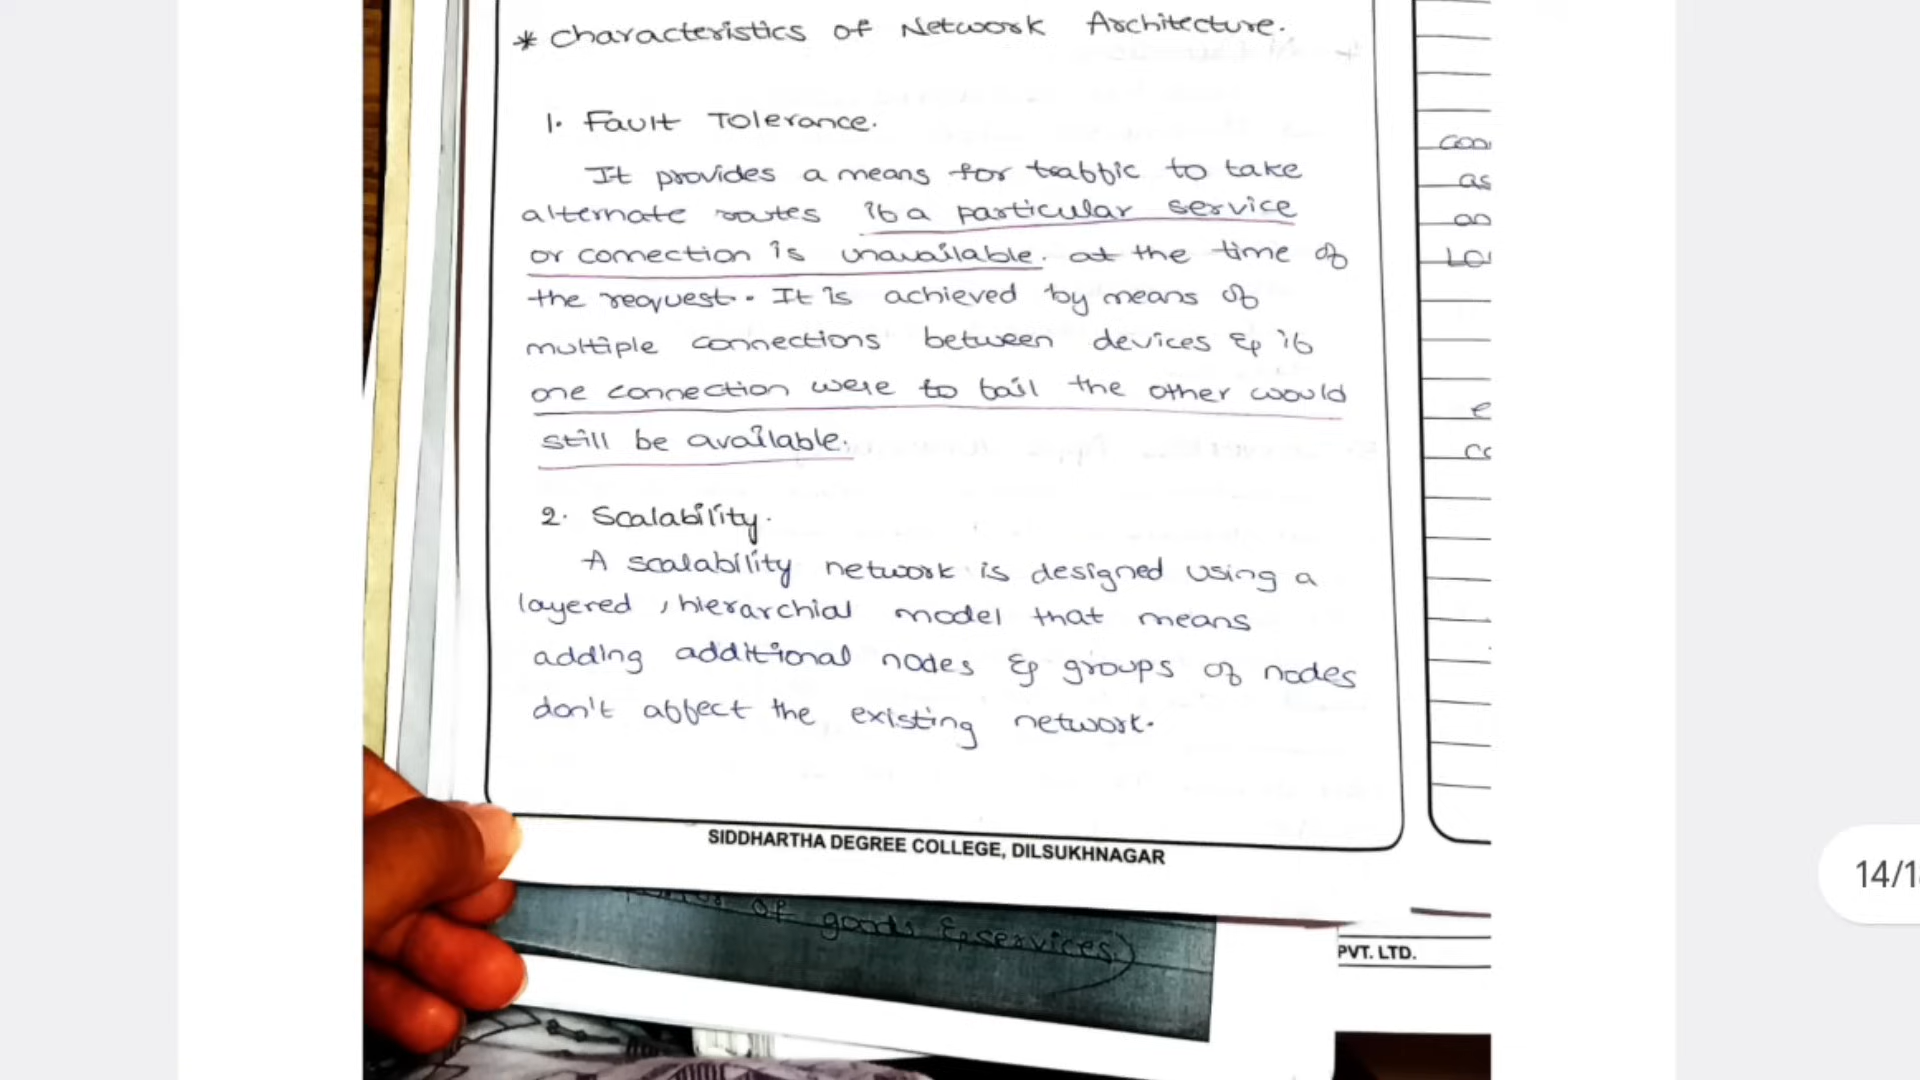 * characteristics of Network Architecture.
1. Fault Tolerance.
It provides a means for traffic to take
alternate routes if a particular service
or connection is unavailable. at the time of
the request. It is achieved by means of
multiple connections between devices & if
one connection were to fail the other would
still be available.
2. Scalability.
A scalability network is designed using a
layered, hierarchial model that means
adding additional nodes & groups of nodes
don't affect the existing network.
SIDDHARTHA DEGREE COLLEGE, DILSUKHNAGAR
of goods & services)
as
PVT. LTD.
14/1